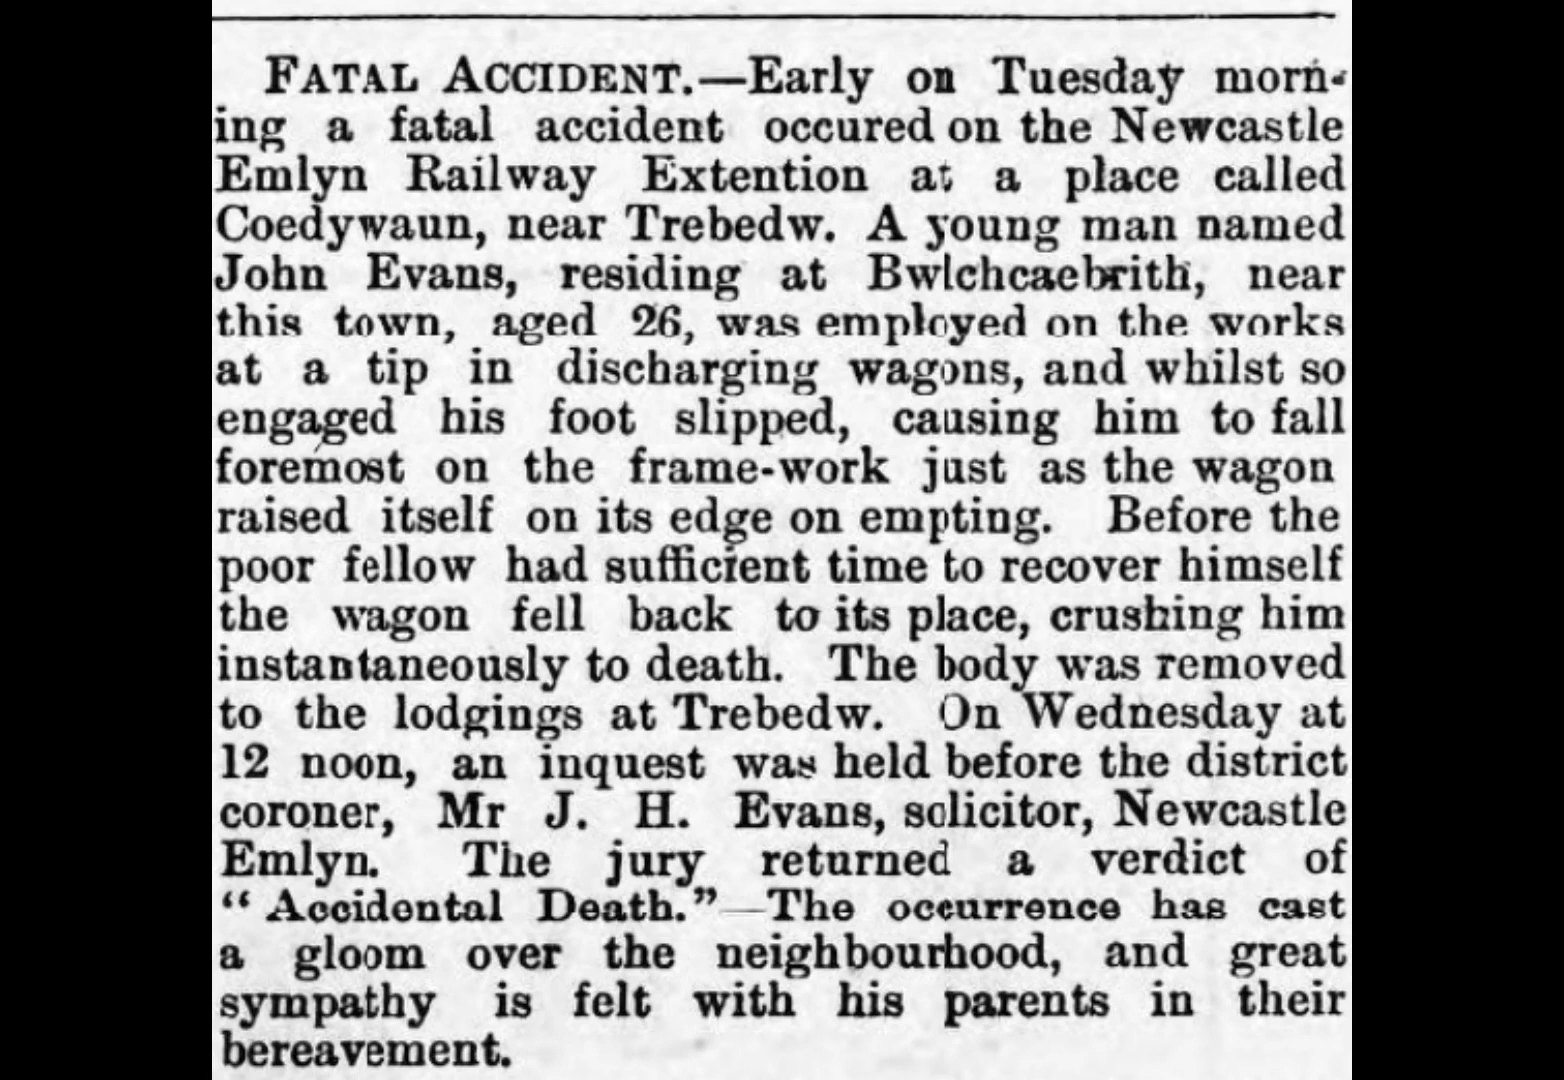 FATAL ACCIDENT.—Early on Tuesday morn-
ing a fatal accident occured on the Newcastle
Emlyn Railway Extention at a place called
Coedywaun, near Trebedw. A young man named
John Evans, residing at Bwlchcaebrith, near
this town, aged 26, was employed on the works
at a tip in discharging wagons, and whilst so
engaged his foot slipped, causing him to fall
foremost on the frame-work just as the wagon
raised itself on its edge on empting. Before the
poor fellow had sufficient time to recover himself
the wagon fell back to its place, crushing him
instantaneously to death. The body was removed
to the lodgings at Trebedw. On Wednesday at
12 noon, an inquest was held before the district
coroner, Mr J. H. Evans, solicitor, Newcastle
Emlyn. The jury returned a verdict of
“Accidental Death.”—The occurrence has cast
a gloom over the neighbourhood, and great
sympathy is felt with his parents in their
bereavement.